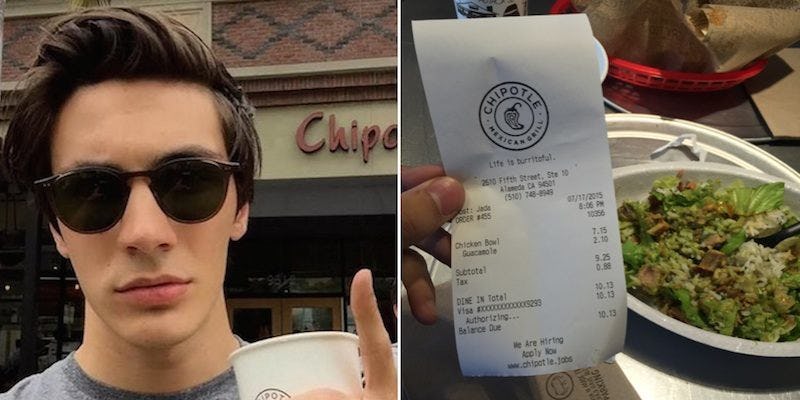 Chipo
CHIPOTLE
MEXICAN GRILL
Life is burritoful.
2610 Fifth Street, Ste 10
Alameda CA 94501
(510) 748-8949
Host: Jada 07/17/2015
ORDER #455 8:06 PM
10356
Chicken Bowl 7.15
Guacamole 2.10
Subtotal 9.25
Tax 0.88
DINE IN Total 10.13
Visa #XXXXXXXXXXXX9293 10.13
Authorizing...
Balance Due 10.13
We Are Hiring
Apply Now
www.chipotle.jobs